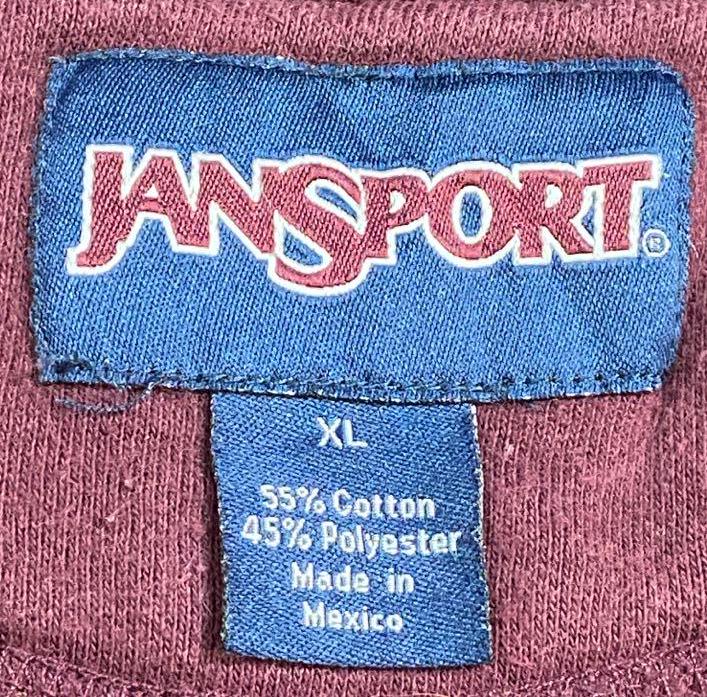 JANSPORT®
XL
55% Cotton
45% Polyester
Made in
Mexico